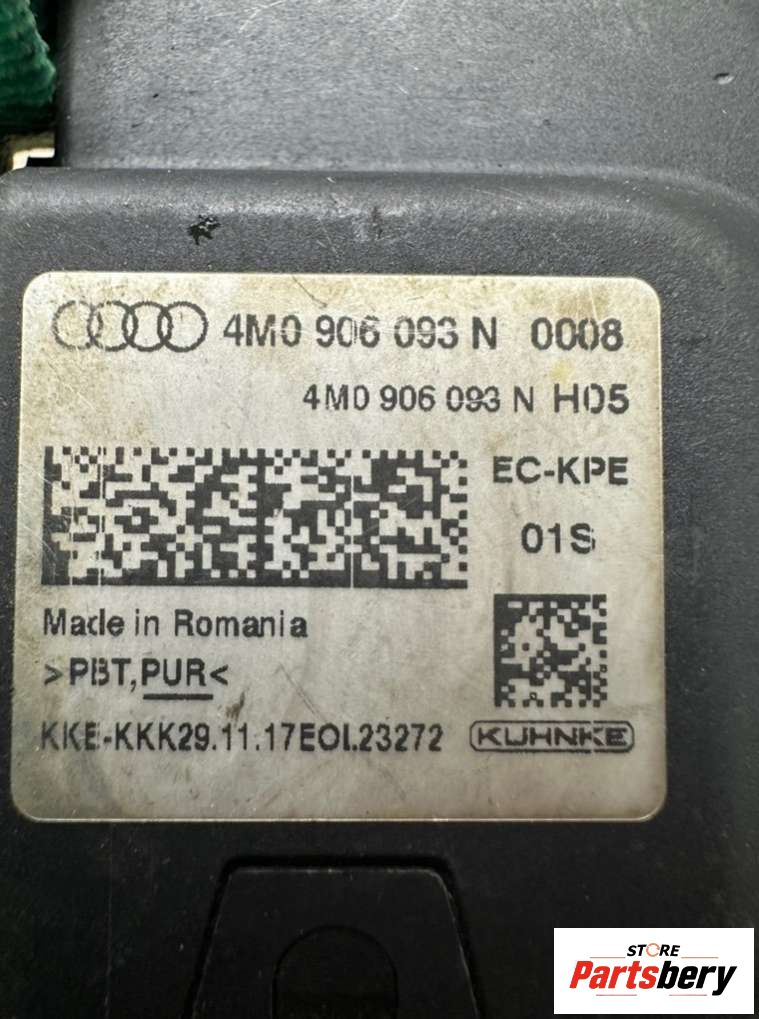 4M0 906 093 N 0008
4M0 906 093 N H05
EC-KPE
01S
Made in Romania
>PBT,PUR<
KKE-KKK29.11.17EOL23272 KUHNKE
STORE
Partsbery